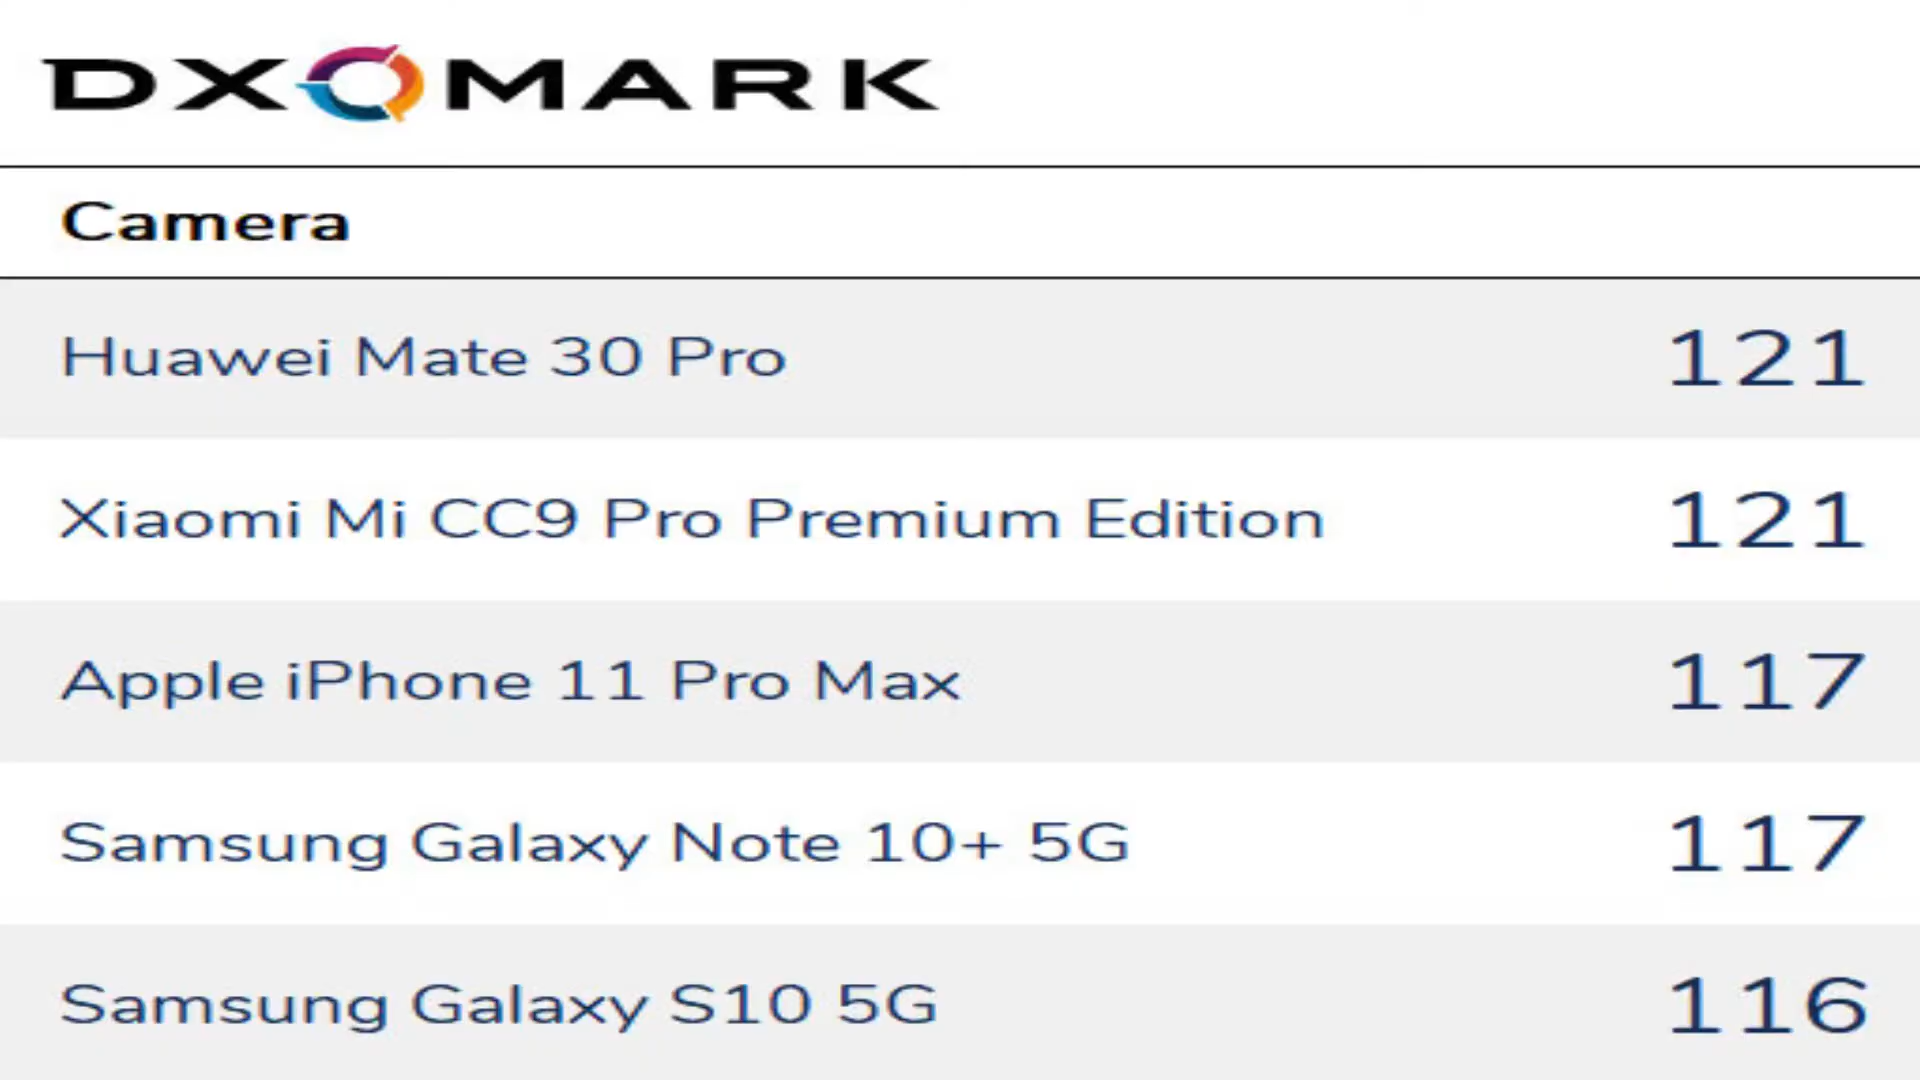 DXOMARK
Camera
Huawei Mate 30 Pro 121
Xiaomi Mi CC9 Pro Premium Edition 121
Apple iPhone 11 Pro Max 117
Samsung Galaxy Note 10+ 5G 117
Samsung Galaxy S10 5G 116